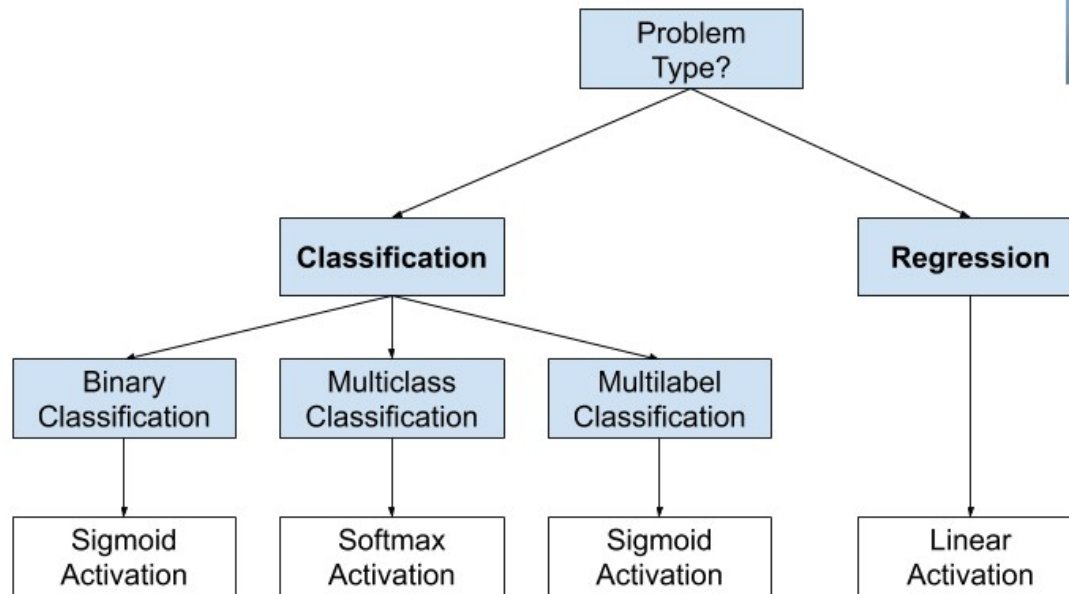 Problem
Type?
Classification
Regression
Binary
Classification
Multiclass
Classification
Multilabel
Classification
Sigmoid
Activation
Softmax
Activation
Sigmoid
Activation
Linear
Activation